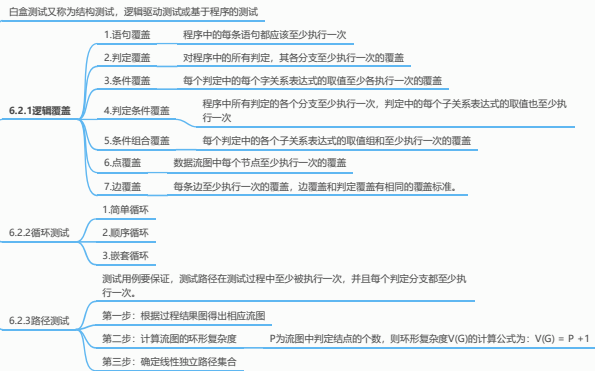 白盒测试又称为结构测试，逻辑驱动测试或基于程序的测试
6.2.1逻辑覆盖
1.语句覆盖 程序中的每条语句都应该至少执行一次
2.判定覆盖 对程序中的所有判定，其各分支至少执行一次的覆盖
3.条件覆盖 每个判定中的每个字关系表达式的取值至少各执行一次的覆盖
4.判定条件覆盖 程序中所有判定的各个分支至少执行一次，判定中的每个子关系表达式的取值也至少执
行一次
5.条件组合覆盖 每个判定中的各个子关系表达式的取值组和至少执行一次的覆盖
6.点覆盖 数据流图中每个节点至少执行一次的覆盖
7.边覆盖 每条边至少执行一次的覆盖，边覆盖和判定覆盖有相同的覆盖标准。
6.2.2循环测试
1.简单循环
2.顺序循环
3.嵌套循环
6.2.3路径测试
测试用例要保证，测试路径在测试过程中至少被执行一次，并且每个判定分支都至少执
行一次。
第一步：根据过程结果图得出相应流图
第二步：计算流图的环形复杂度 P为流图中判定结点的个数，则环形复杂度V(G)的计算公式为：V(G) = P +1
第三步：确定线性独立路径集合